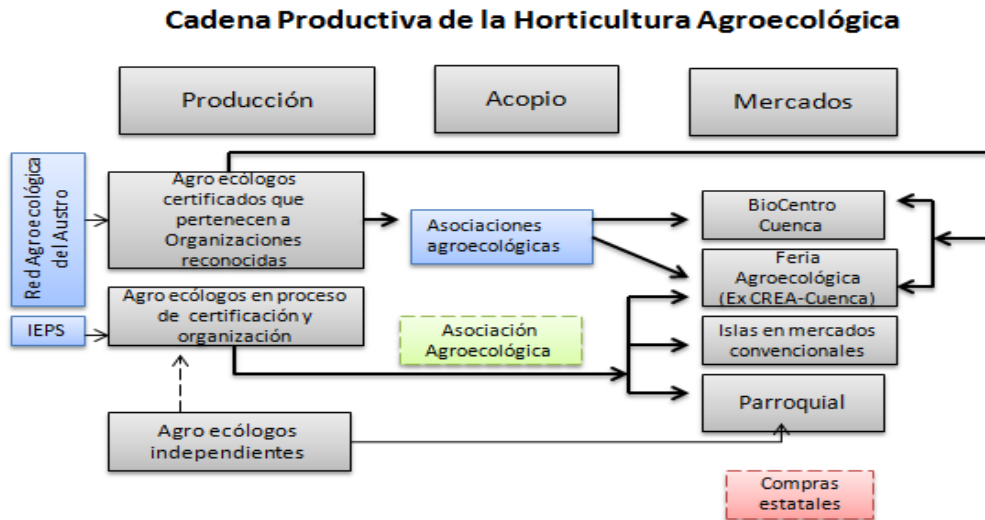 Cadena Productiva de la Horticultura Agroecológica
Producción
Acopio
Mercados
Red Agroecológica
del Austro
Agro ecólogos
certificados que
pertenecen a
Organizaciones
reconocidas
Asociaciones
agroecológicas
BioCentro
Cuenca
Feria
Agroecológica
(Ex CREA-Cuenca)
IEPS
Agro ecólogos en proceso
de certificación y
organización
Asociación
Agroecológica
Islas en mercados
convencionales
Parroquial
Agro ecólogos
independientes
Compras
estatales